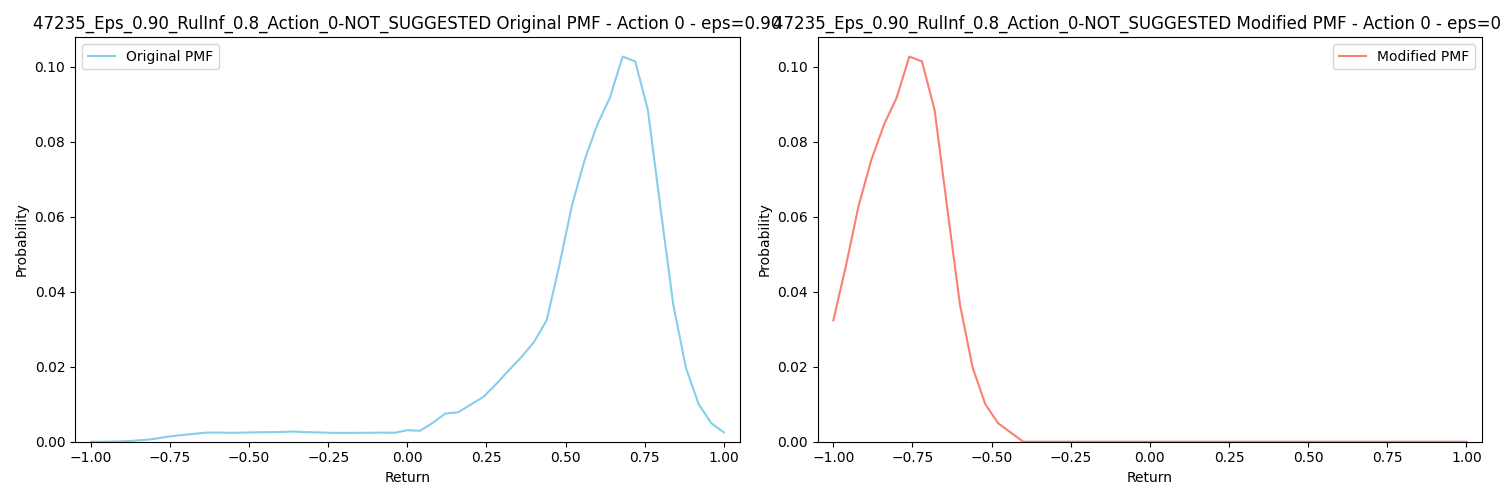 47235_Eps_0.90_RulInf_0.8_Action_0-NOT_SUGGESTED Original PMF - Action 0 - eps=0.90
Original PMF
Probability
0.10
0.08
0.06
0.04
0.02
0.00
−1.00 −0.75 −0.50 −0.25 0.00 0.25 0.50 0.75 1.00
Return
47235_Eps_0.90_RulInf_0.8_Action_0-NOT_SUGGESTED Modified PMF - Action 0 - eps=0
Modified PMF
Probability
0.10
0.08
0.06
0.04
0.02
0.00
−1.00 −0.75 −0.50 −0.25 0.00 0.25 0.50 0.75 1.00
Return